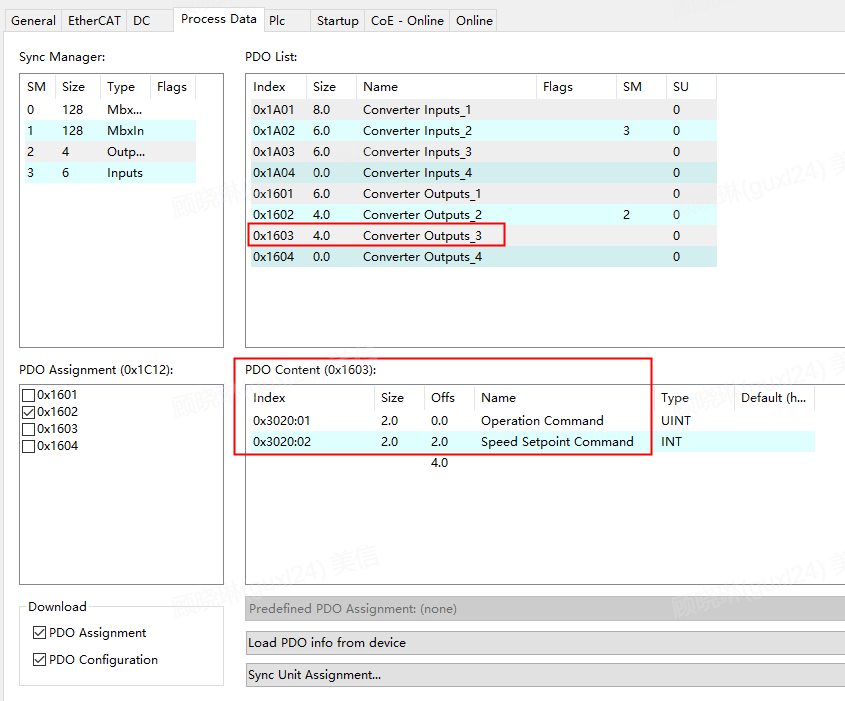 General EtherCAT DC Process Data Plc Startup CoE - Online Online
Sync Manager:
SM Size Type Flags
0 128 Mbx...
1 128 MbxIn
2 4 Outp...
3 6 Inputs
PDO List:
Index Size Name Flags SM SU
0x1A01 8.0 Converter Inputs_1 0
0x1A02 6.0 Converter Inputs_2 3 0
0x1A03 6.0 Converter Inputs_3 0
0x1A04 0.0 Converter Inputs_4 0
0x1601 6.0 Converter Outputs_1 0
0x1602 4.0 Converter Outputs_2 2 0
0x1603 4.0 Converter Outputs_3 0
0x1604 0.0 Converter Outputs_4 0
PDO Assignment (0x1C12):
0x1601
0x1602
0x1603
0x1604
PDO Content (0x1603):
Index Size Offs Name Type Default (h...
0x3020:01 2.0 0.0 Operation Command UINT
0x3020:02 2.0 2.0 Speed Setpoint Command INT
4.0
Download
PDO Assignment
PDO Configuration
Predefined PDO Assignment: (none)
Load PDO info from device
Sync Unit Assignment...
顾晓琳(guxl24) 美信